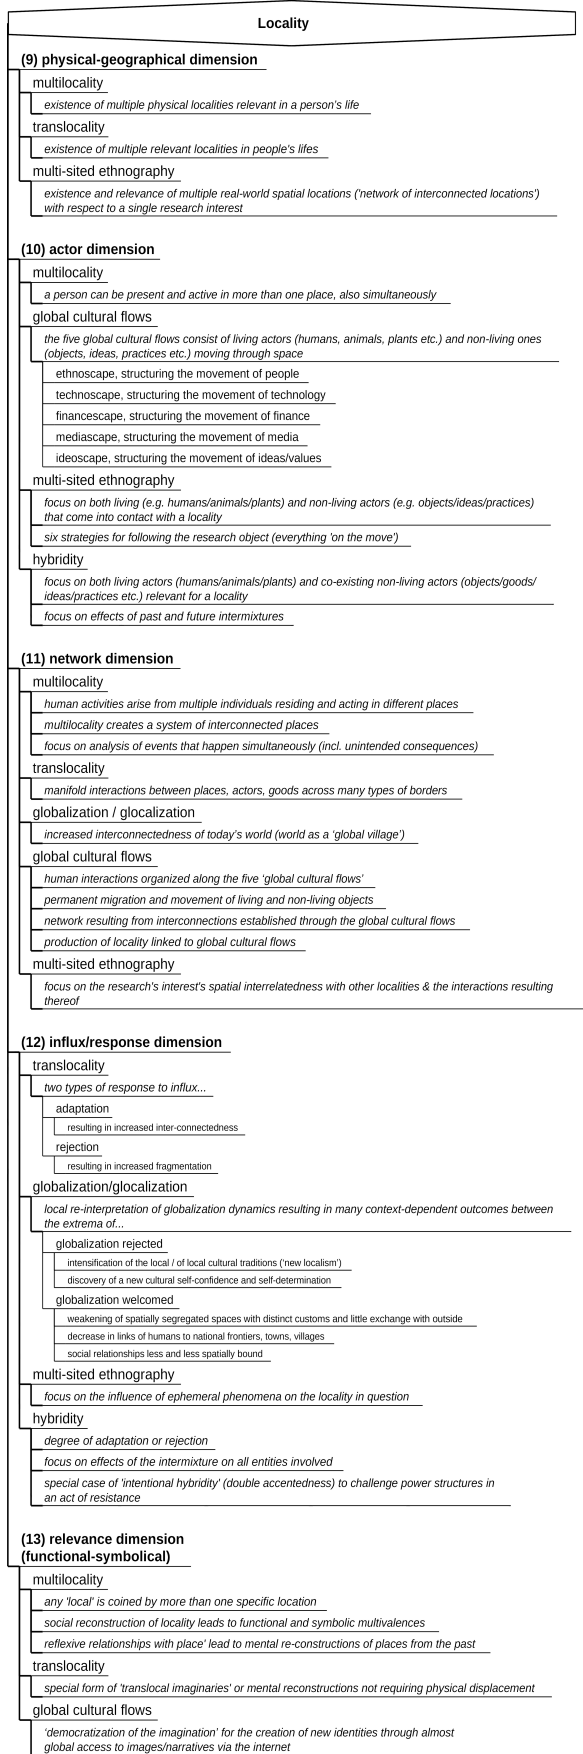 Locality
(9) physical-geographical dimension
multilocality
existence of multiple physical localities relevant in a person's life
translocality
existence of multiple relevant localities in people's lifes
multi-sited ethnography
existence and relevance of multiple real-world spatial locations ('network of interconnected locations')
with respect to a single research interest
(10) actor dimension
multilocality
a person can be present and active in more than one place, also simultaneously
global cultural flows
the five global cultural flows consist of living actors (humans, animals, plants etc.) and non-living ones
(objects, ideas, practices etc.) moving through space
ethnoscape, structuring the movement of people
technoscape, structuring the movement of technology
financescape, structuring the movement of finance
mediascape, structuring the movement of media
ideoscape, structuring the movement of ideas/values
multi-sited ethnography
focus on both living (e.g. humans/animals/plants) and non-living actors (e.g. objects/ideas/practices)
that come into contact with a locality
six strategies for following the research object (everything 'on the move')
hybridity
focus on both living actors (humans/animals/plants) and co-existing non-living actors (objects/goods/
ideas/practices etc.) relevant for a locality
focus on effects of past and future intermixtures
(11) network dimension
multilocality
human activities arise from multiple individuals residing and acting in different places
multilocality creates a system of interconnected places
focus on analysis of events that happen simultaneously (incl. unintended consequences)
translocality
manifold interactions between places, actors, goods across many types of borders
globalization / glocalization
increased interconnectedness of today's world (world as a ‘global village’)
global cultural flows
human interactions organized along the five ‘global cultural flows’
permanent migration and movement of living and non-living objects
network resulting from interconnections established through the global cultural flows
production of locality linked to global cultural flows
multi-sited ethnography
focus on the research's interest's spatial interrelatedness with other localities & the interactions resulting
thereof
(12) influx/response dimension
translocality
two types of response to influx...
adaptation
resulting in increased inter-connectedness
rejection
resulting in increased fragmentation
globalization/glocalization
local re-interpretation of globalization dynamics resulting in many context-dependent outcomes between
the extrema of...
globalization rejected
intensification of the local / of local cultural traditions (‘new localism’)
discovery of a new cultural self-confidence and self-determination
globalization welcomed
weakening of spatially segregated spaces with distinct customs and little exchange with outside
decrease in links of humans to national frontiers, towns, villages
social relationships less and less spatially bound
multi-sited ethnography
focus on the influence of ephemeral phenomena on the locality in question
hybridity
degree of adaptation or rejection
focus on effects of the intermixture on all entities involved
special case of 'intentional hybridity' (double accentedness) to challenge power structures in
an act of resistance
(13) relevance dimension
(functional-symbolical)
multilocality
any 'local' is coined by more than one specific location
social reconstruction of locality leads to functional and symbolic multivalences
reflexive relationships with place' lead to mental re-constructions of places from the past
translocality
special form of 'translocal imaginaries' or mental reconstructions not requiring physical displacement
global cultural flows
‘democratization of the imagination’ for the creation of new identities through almost
global access to images/narratives via the internet